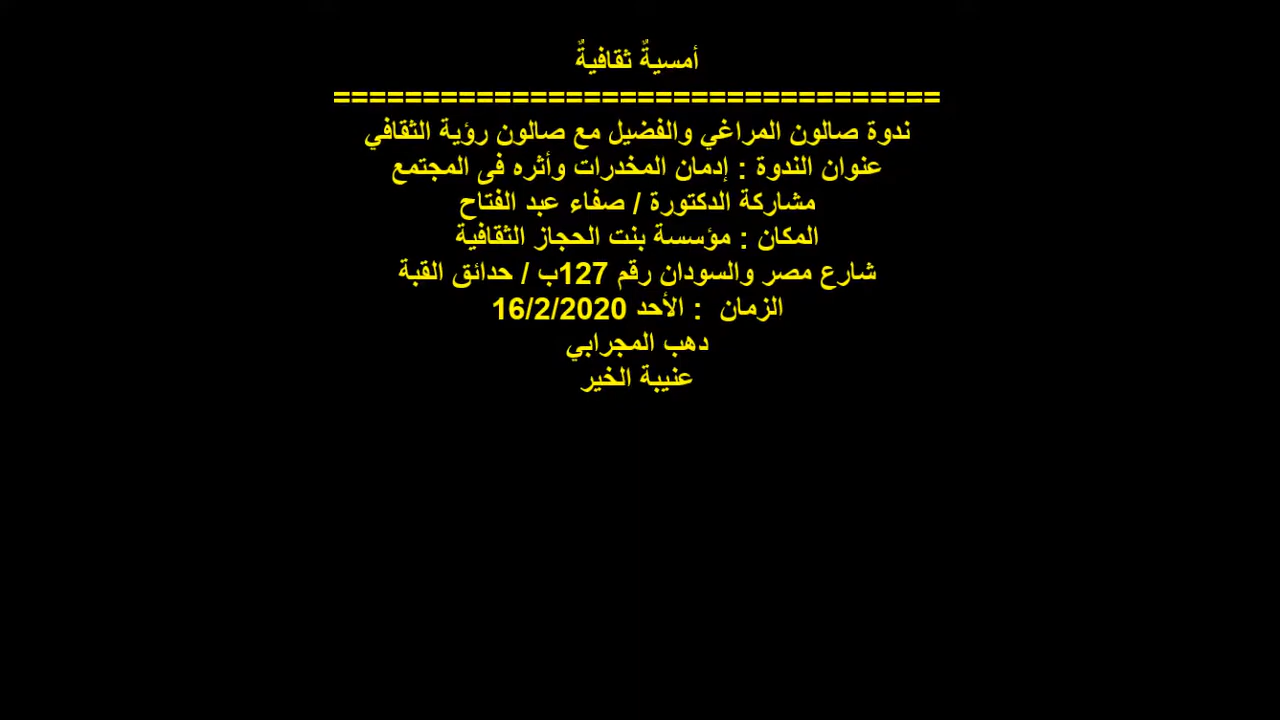 أمسيةٌ ثقافيةٌ
==================================
ندوة صالون المراغي والفضيل مع صالون رؤية الثقافي
عنوان الندوة : إدمان المخدرات وأثره فى المجتمع
مشاركة الدكتورة / صفاء عبد الفتاح
المكان : مؤسسة بنت الحجاز الثقافية
شارع مصر والسودان رقم 127ب / حدائق القبة
الزمان : الأحد 16/2/2020
دهب المجرابي
عنيبة الخير